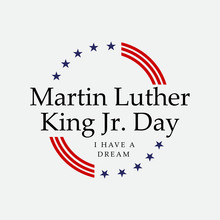 Martin Luther
King Jr. Day
I HAVE A
DREAM